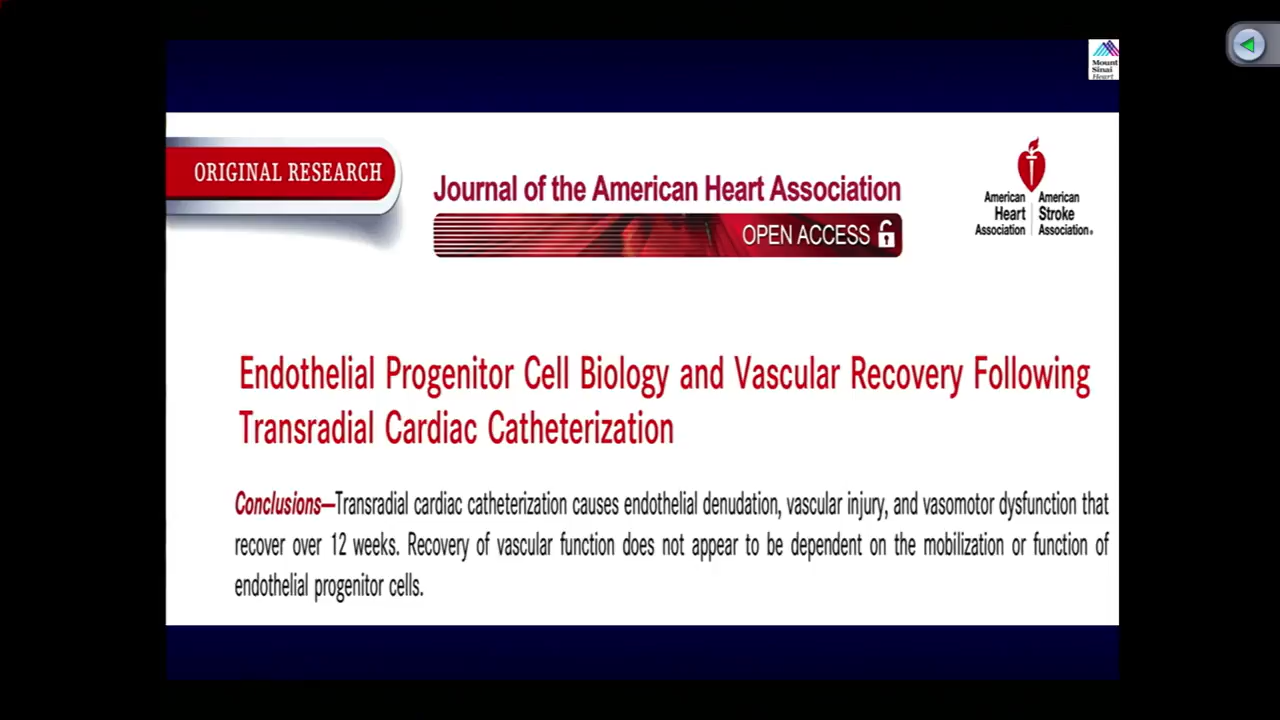 Mount
Sinai
Heart
ORIGINAL RESEARCH
Journal of the American Heart Association
OPEN ACCESS
American
Heart
Association
American
Stroke
Association®
Endothelial Progenitor Cell Biology and Vascular Recovery Following
Transradial Cardiac Catheterization
Conclusions—Transradial cardiac catheterization causes endothelial denudation, vascular injury, and vasomotor dysfunction that
recover over 12 weeks. Recovery of vascular function does not appear to be dependent on the mobilization or function of
endothelial progenitor cells.